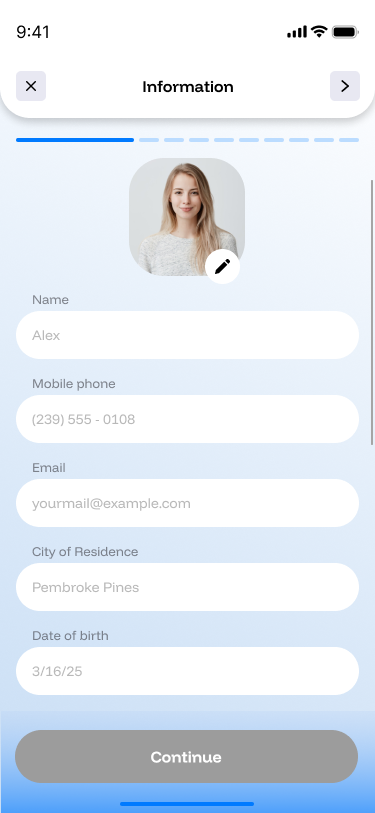 9:41
Information
Name
Alex
Mobile phone
(239) 555 - 0108
Email
yourmail@example.com
City of Residence
Pembroke Pines
Date of birth
3/16/25
Continue